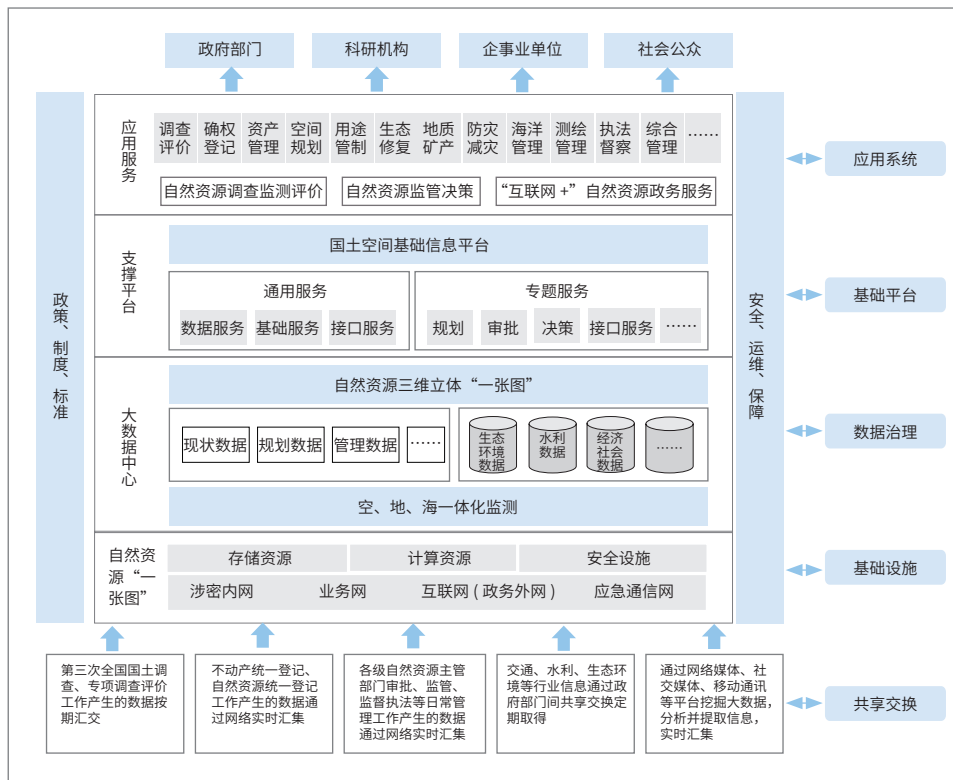 政府部门
科研机构
企事业单位
社会公众
政策、制度、标准
安全、运维、保障
应用服务
调查
评价
确权
登记
资产
管理
空间
规划
用途
管制
生态
修复
地质
矿产
防灾
减灾
海洋
管理
测绘
管理
执法
督察
综合
管理
……
自然资源调查监测评价
自然资源监管决策
“互联网 +”自然资源政务服务
应用系统
支撑平台
国土空间基础信息平台
通用服务
数据服务
基础服务
接口服务
专题服务
规划
审批
决策
接口服务
……
基础平台
大数据中心
自然资源三维立体“一张图”
现状数据
规划数据
管理数据
……
生态
环境
数据
水利
数据
经济
社会
数据
……
空、地、海一体化监测
数据治理
自然资
源“一
张图”
存储资源
计算资源
安全设施
涉密内网
业务网
互联网 ( 政务外网 )
应急通信网
基础设施
第三次全国国土调
查、专项调查评价
工作产生的数据按
期汇交
不动产统一登记、
自然资源统一登记
工作产生的数据通
过网络实时汇集
各级自然资源主管
部门审批、监管、
监督执法等日常管
理工作产生的数据
通过网络实时汇集
交通、水利、生态环
境等行业信息通过政
府部门间共享交换定
期取得
通过网络媒体、社
交媒体、移动通讯
等平台挖掘大数据，
分析并提取信息，
实时汇集
共享交换